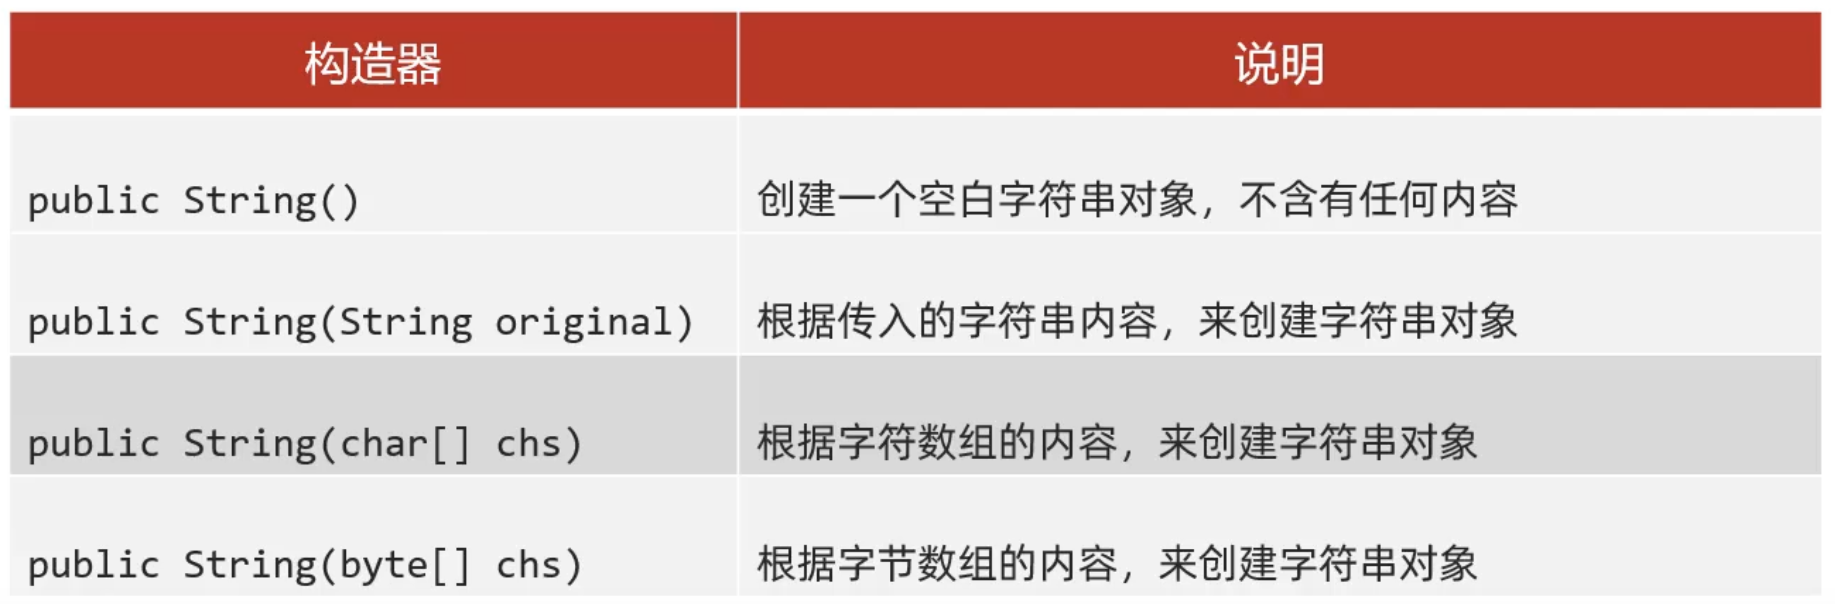 构造器 说明
public String() 创建一个空白字符串对象，不含有任何内容
public String(String original) 根据传入的字符串内容，来创建字符串对象
public String(char[] chs) 根据字符数组的内容，来创建字符串对象
public String(byte[] chs) 根据字节数组的内容，来创建字符串对象